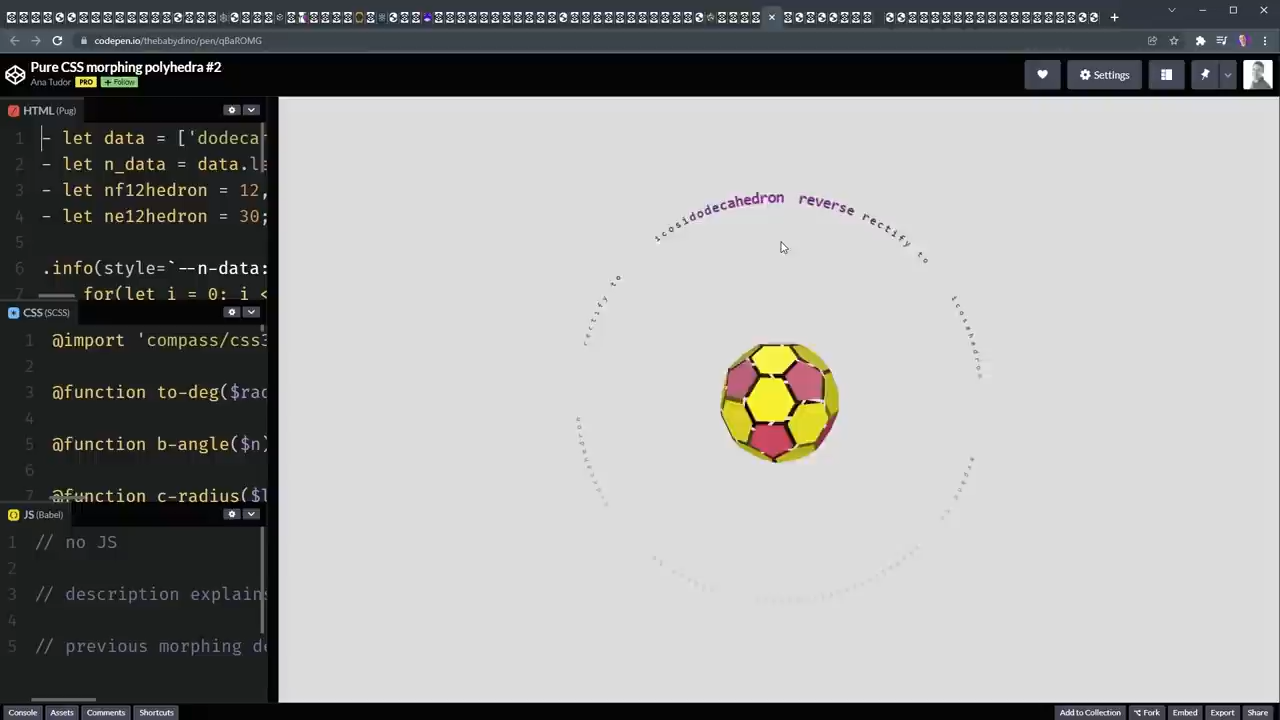 codepen.io/thebabydino/pen/qBaROMG
Pure CSS morphing polyhedra #2
Ana Tudor PRO + Follow
Settings
HTML (Pug)
1 - let data = ['dodeca
2 - let n_data = data.le
3 - let nf12hedron = 12,
4 - let ne12hedron = 30;
5
6 .info(style=`--n-data:
7 for(let i = 0; i <
CSS (SCSS)
1 @import 'compass/css3
2
3 @function to-deg($rad
4
5 @function b-angle($n)
6
7 @function c-radius($l
JS (Babel)
1 // no JS
2
3 // description explains
4
5 // previous morphing de
rectify to
icosidodecahedron
reverse rectify to
icosahedron
Console Assets Comments Shortcuts
Add to Collection Fork Embed Export Share